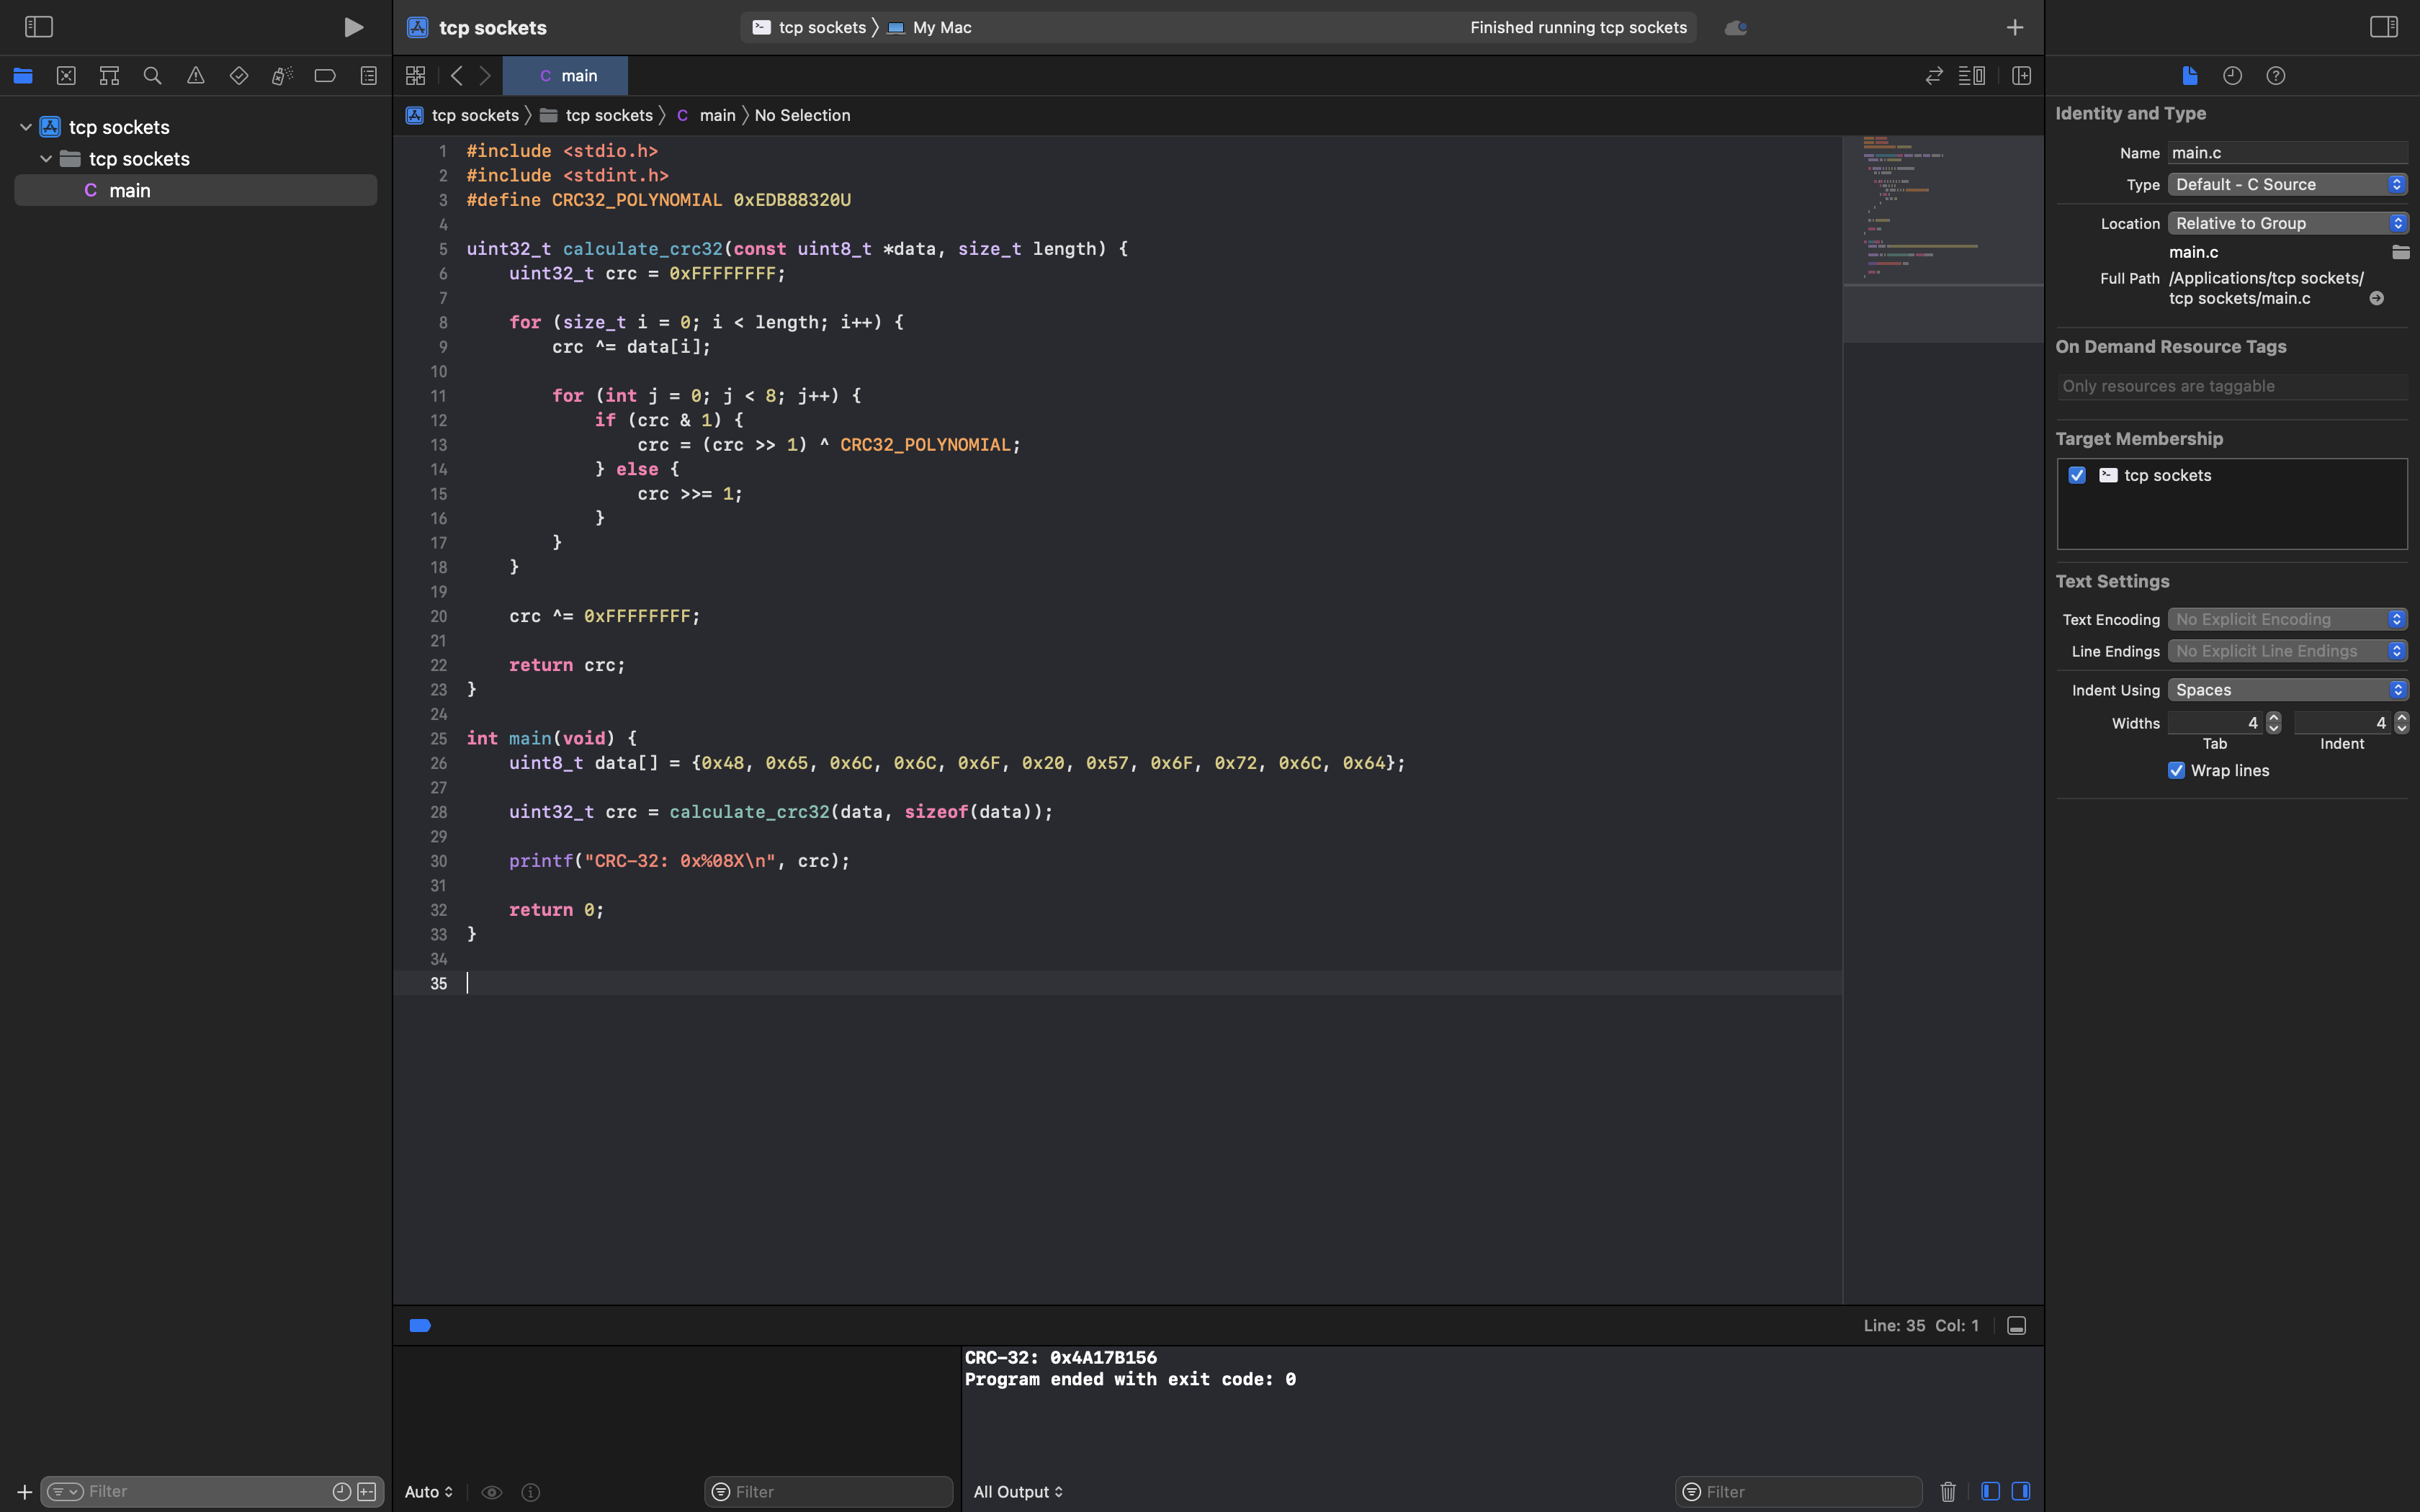 tcp sockets
tcp sockets
My Mac
Finished running tcp sockets
main
tcp sockets
tcp sockets
main
tcp sockets
tcp sockets
main
No Selection
1 #include <stdio.h>
2 #include <stdint.h>
3 #define CRC32_POLYNOMIAL 0xEDB88320U
4
5 uint32_t calculate_crc32(const uint8_t *data, size_t length) {
6     uint32_t crc = 0xFFFFFFFF;
7
8     for (size_t i = 0; i < length; i++) {
9         crc ^= data[i];
10
11         for (int j = 0; j < 8; j++) {
12             if (crc & 1) {
13                 crc = (crc >> 1) ^ CRC32_POLYNOMIAL;
14             } else {
15                 crc >>= 1;
16             }
17         }
18     }
19
20     crc ^= 0xFFFFFFFF;
21
22     return crc;
23 }
24
25 int main(void) {
26     uint8_t data[] = {0x48, 0x65, 0x6C, 0x6C, 0x6F, 0x20, 0x57, 0x6F, 0x72, 0x6C, 0x64};
27
28     uint32_t crc = calculate_crc32(data, sizeof(data));
29
30     printf("CRC-32: 0x%08X\n", crc);
31
32     return 0;
33 }
34
35
Line: 35 Col: 1
CRC-32: 0x4A17B156
Program ended with exit code: 0
Filter
Auto
Filter
All Output
Filter
Identity and Type
Name main.c
Type Default - C Source
Location Relative to Group
main.c
Full Path /Applications/tcp sockets/
tcp sockets/main.c
On Demand Resource Tags
Only resources are taggable
Target Membership
tcp sockets
Text Settings
Text Encoding No Explicit Encoding
Line Endings No Explicit Line Endings
Indent Using Spaces
Widths 4 4
Tab Indent
Wrap lines